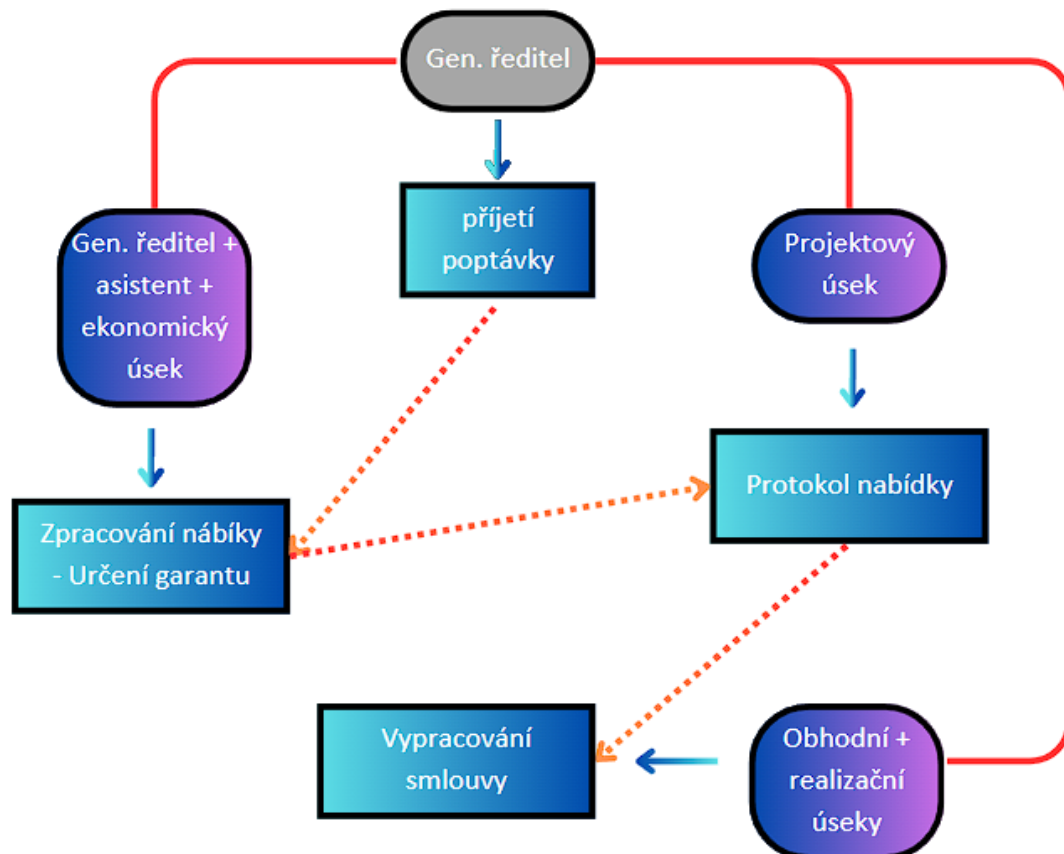 Gen. ředitel
příjetí
poptávky
Gen. ředitel +
asistent +
ekonomický
úsek
Projektový
úsek
Protokol nabídky
Zpracování nábíky
- Určení garantu
Vypracování
smlouvy
Obhodní +
realizační
úseky